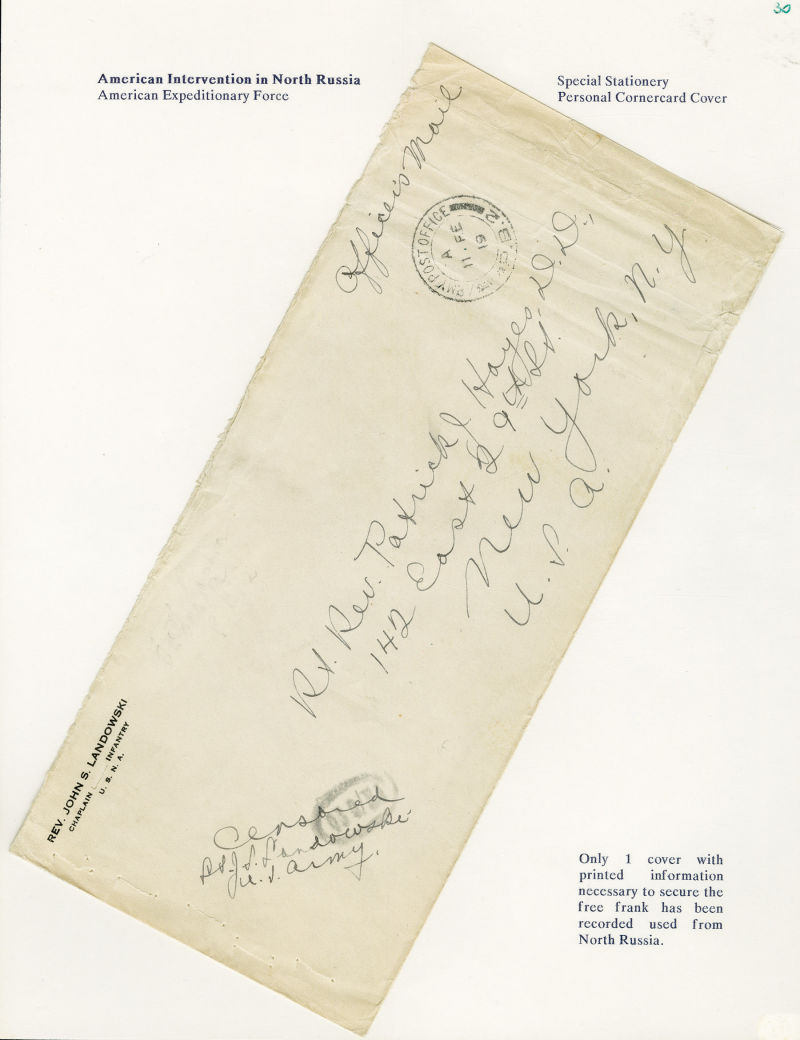 30
American Intervention in North Russia
American Expeditionary Force
Special Stationery
Personal Cornercard Cover
Officer's Mail
ARMY POST OFFICE P.B.2
A
11 FE
19
Rt. Rev. Patrick J. Hayes, D.D.,
142 East 29th St.
New York, N.Y.
U.S.A.
REV. JOHN S. LANDOWSKI
CHAPLAIN INFANTRY
U. S. N. A.
Censored
J.S. Landowski
U.S. Army.
Only 1 cover with
printed information
necessary to secure the
free frank has been
recorded used from
North Russia.